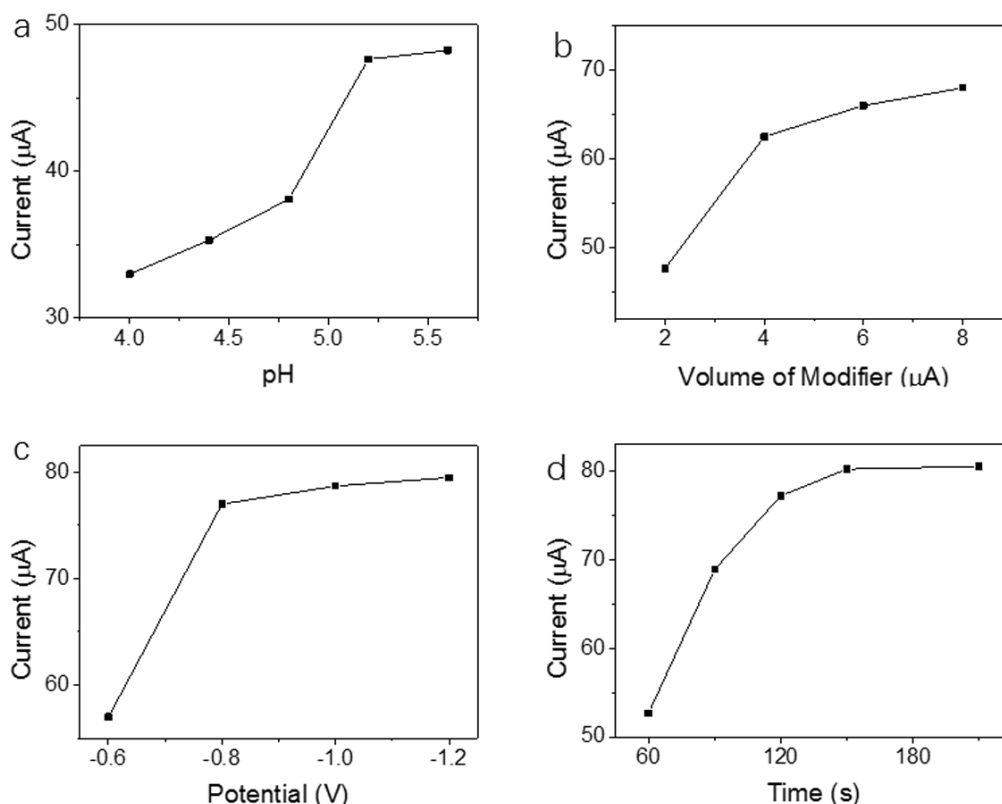 a
50
40
30
Current (μA)
4.0 4.5 5.0 5.5
pH
b
70
60
50
Current (μA)
2 4 6 8
Volume of Modifier (μA)
c
80
70
60
Current (μA)
-0.6 -0.8 -1.0 -1.2
Potential (V)
d
80
70
60
50
Current (μA)
60 120 180
Time (s)